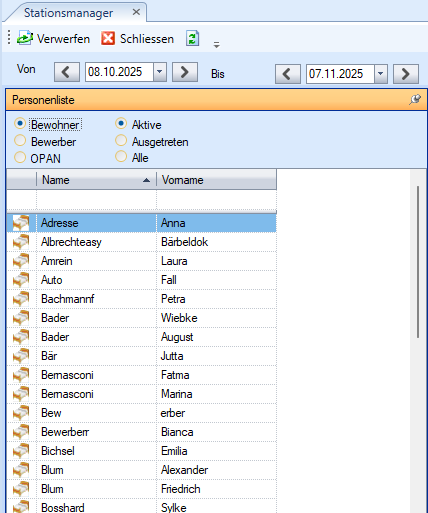 Stationsmanager
Verwerfen Schliessen
Von 08.10.2025 Bis 07.11.2025
Personenliste
Bewohner Aktive
Bewerber Ausgetreten
OPAN Alle
Name Vorname
Adresse Anna
Albrechteasy Bärbeldok
Amrein Laura
Auto Fall
Bachmannf Petra
Bader Wiebke
Bader August
Bär Jutta
Bernasconi Fatma
Bernasconi Marina
Bew erber
Bewerberr Bianca
Bichsel Emilia
Blum Alexander
Blum Friedrich
Bosshard Sylke